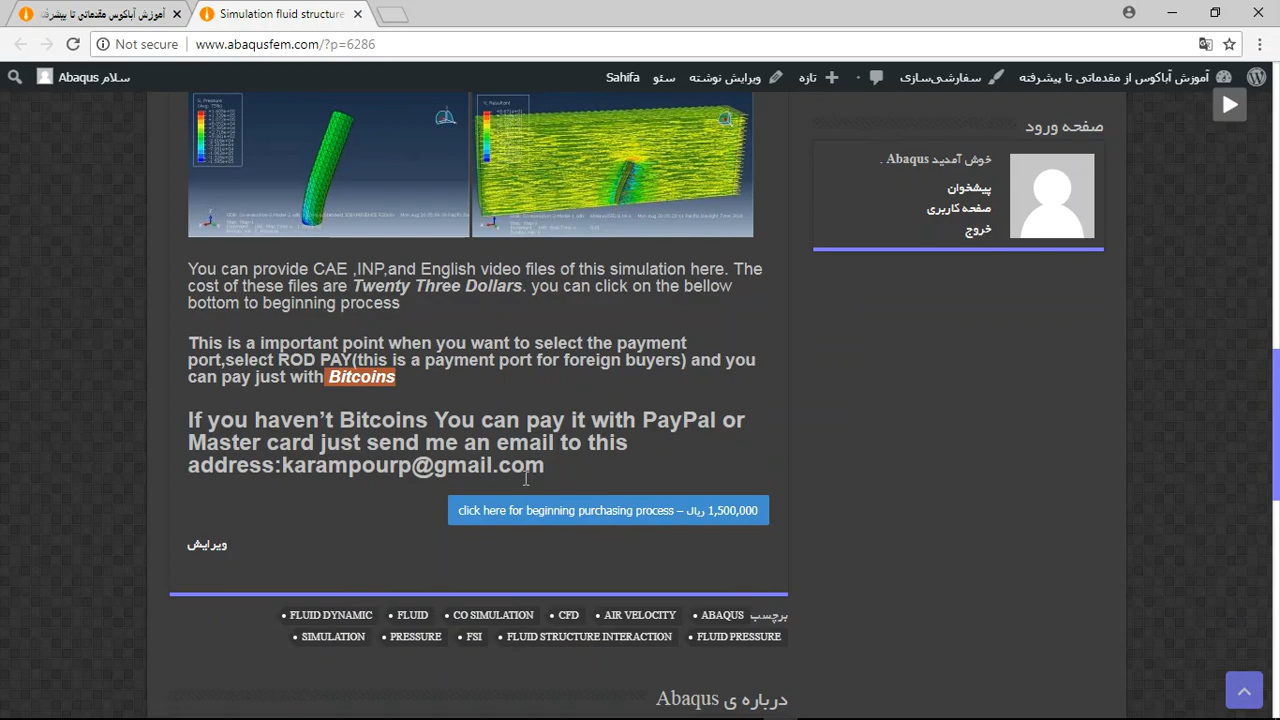 آموزش آباکوس مقدماتی تا پیشرفته
Simulation fluid structure
Not secure
www.abaqusfem.com/?p=6286
آموزش آباکوس از مقدماتی تا پیشرفته
سفارشی‌سازی
۰
تازه
ویرایش نوشته
سئو
Sahifa
سلام Abaqus
صفحه ورود
خوش آمدید Abaqus .
پیشخوان
صفحه کاربری
خروج
You can provide CAE ,INP,and English video files of this simulation here. The
cost of these files are Twenty Three Dollars. you can click on the bellow
bottom to beginning process
This is a important point when you want to select the payment
port,select ROD PAY(this is a payment port for foreign buyers) and you
can pay just with Bitcoins
If you haven’t Bitcoins You can pay it with PayPal or
Master card just send me an email to this
address:karampourp@gmail.com
click here for beginning purchasing process – 1,500,000 ریال
ویرایش
برچسب ABAQUS AIR VELOCITY CFD CO SIMULATION FLUID FLUID DYNAMIC
FLUID PRESSURE FLUID STRUCTURE INTERACTION FSI PRESSURE SIMULATION
درباره ی Abaqus